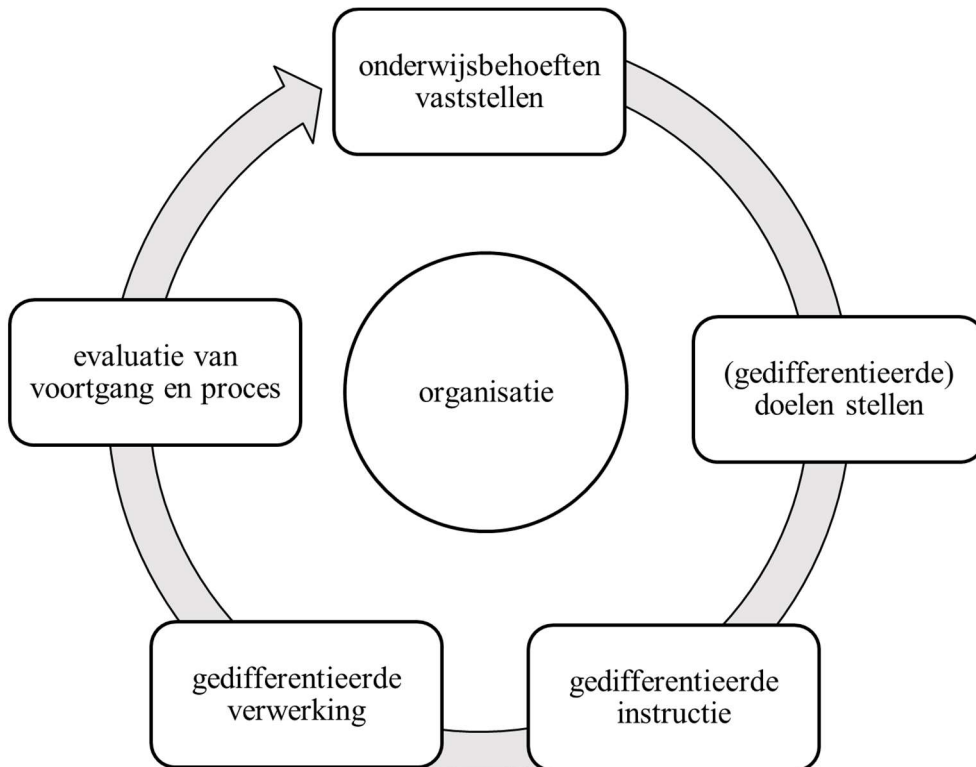 onderwijsbehoeften
vaststellen
(gedifferentieerde)
doelen stellen
gedifferentieerde
instructie
gedifferentieerde
verwerking
evaluatie van
voortgang en proces
organisatie